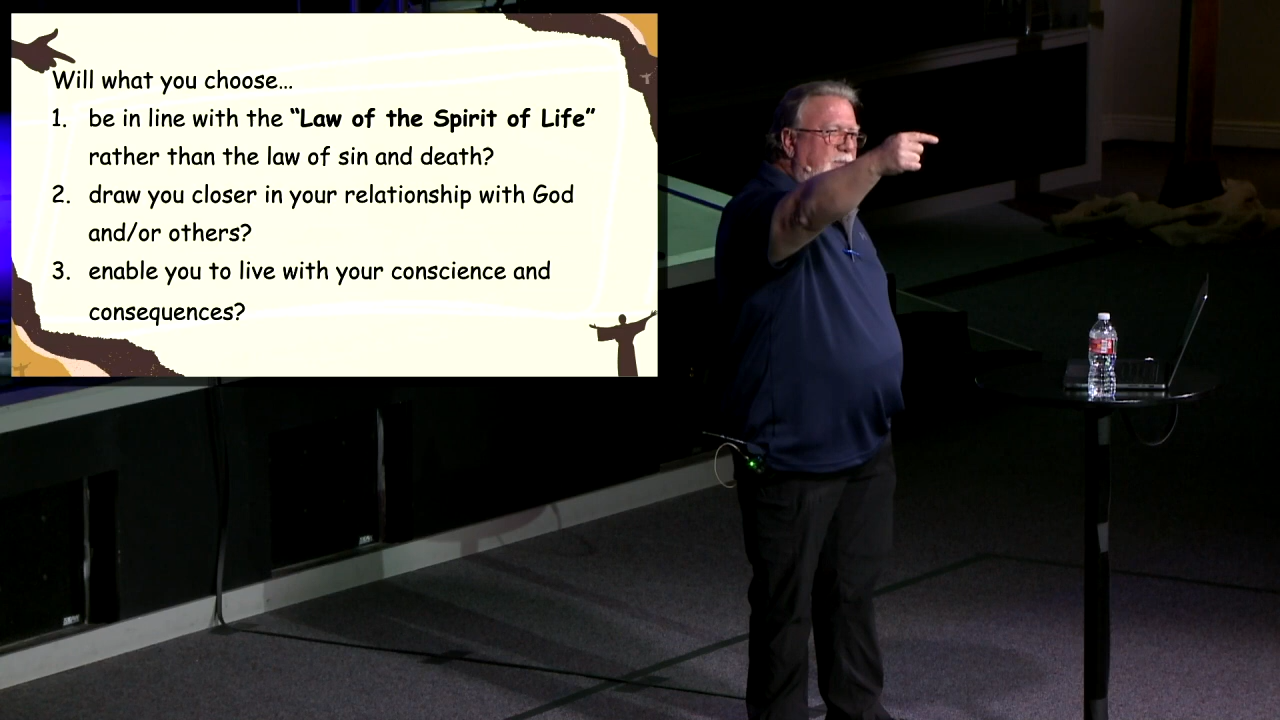 Will what you choose...
1. be in line with the “Law of the Spirit of Life”
rather than the law of sin and death?
2. draw you closer in your relationship with God
and/or others?
3. enable you to live with your conscience and
consequences?